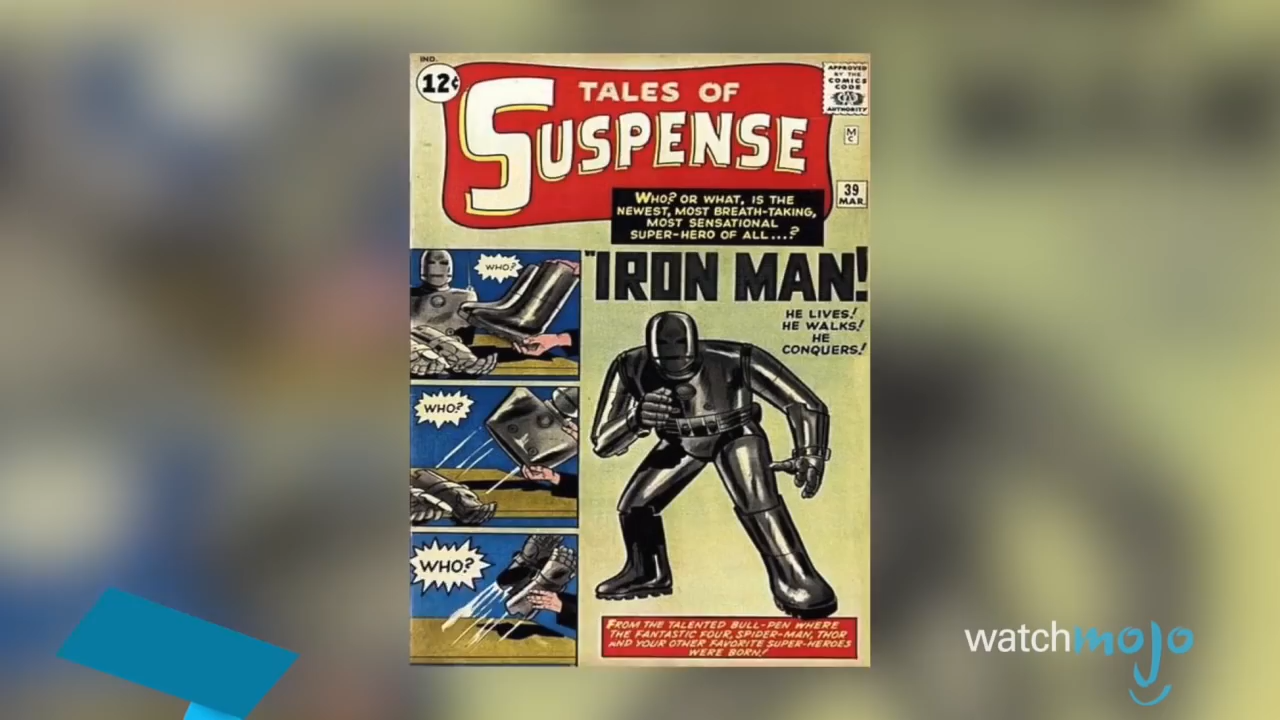 IND.
12¢
TALES OF
SUSPENSE
APPROVED
BY THE
COMICS
CODE
CA
AUTHORITY
M
C
39
MAR.
WHO? OR WHAT, IS THE
NEWEST, MOST BREATH-TAKING,
MOST SENSATIONAL
SUPER-HERO OF ALL...?
"IRON MAN!
HE LIVES!
HE WALKS!
HE
CONQUERS!
WHO?
WHO?
WHO?
FROM THE TALENTED BULL-PEN WHERE
THE FANTASTIC FOUR, SPIDER-MAN, THOR
AND YOUR OTHER FAVORITE SUPER-HEROES
WERE BORN!
watchmojo